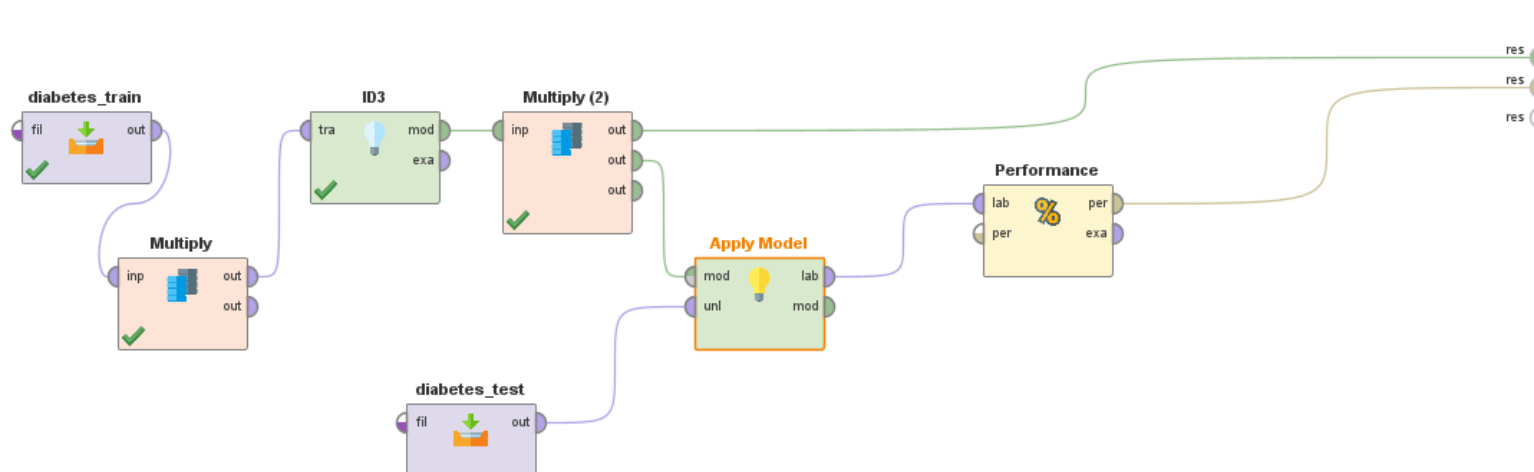 res
res
res
diabetes_train
fil out
ID3
tra mod
exa
Multiply (2)
inp out
out
out
Performance
lab per
per exa
Multiply
inp out
out
Apply Model
mod lab
unl mod
diabetes_test
fil out